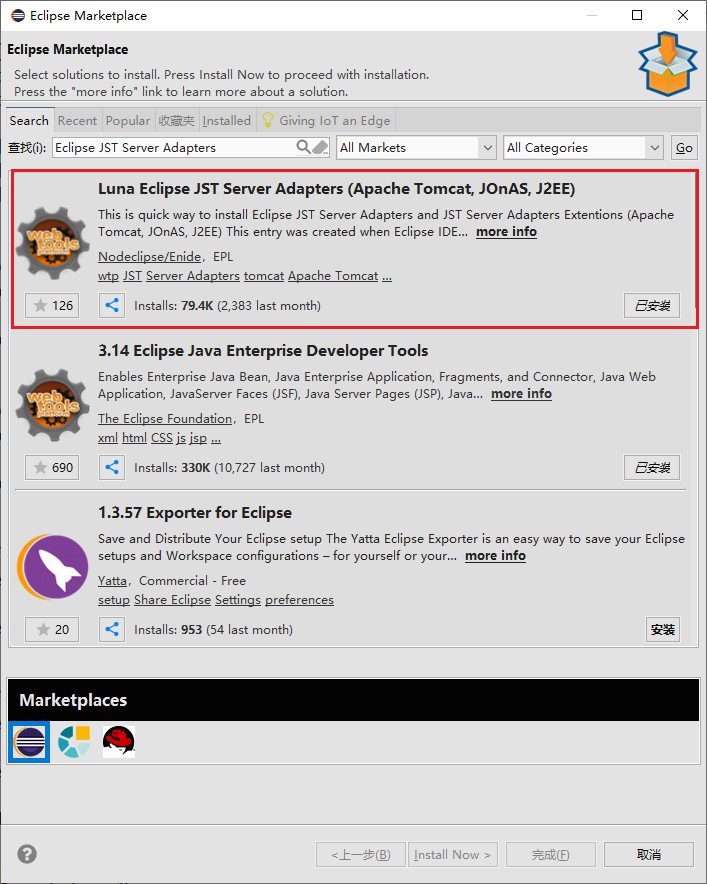 Eclipse Marketplace
Eclipse Marketplace
Select solutions to install. Press Install Now to proceed with installation.
Press the "more info" link to learn more about a solution.
Search Recent Popular 收藏夹 Installed Giving IoT an Edge
查找(i): Eclipse JST Server Adapters All Markets All Categories Go
Luna Eclipse JST Server Adapters (Apache Tomcat, JOnAS, J2EE)
This is quick way to install Eclipse JST Server Adapters and JST Server Adapters Extentions (Apache
Tomcat, JOnAS, J2EE) This entry was created when Eclipse IDE... more info
web tools platform
Nodeclipse/Enide, EPL
wtp JST Server Adapters tomcat Apache Tomcat ...
126 Installs: 79.4K (2,383 last month) 已安装
3.14 Eclipse Java Enterprise Developer Tools
Enables Enterprise Java Bean, Java Enterprise Application, Fragments, and Connector, Java Web
Application, JavaServer Faces (JSF), Java Server Pages (JSP), Java... more info
web tools platform
The Eclipse Foundation, EPL
xml html CSS js jsp ...
690 Installs: 330K (10,727 last month) 已安装
1.3.57 Exporter for Eclipse
Save and Distribute Your Eclipse setup The Yatta Eclipse Exporter is an easy way to save your Eclipse
setups and Workspace configurations – for yourself or your... more info
Yatta, Commercial - Free
setup Share Eclipse Settings preferences
20 Installs: 953 (54 last month) 安装
Marketplaces
? <上一步(B) Install Now > 完成(F) 取消